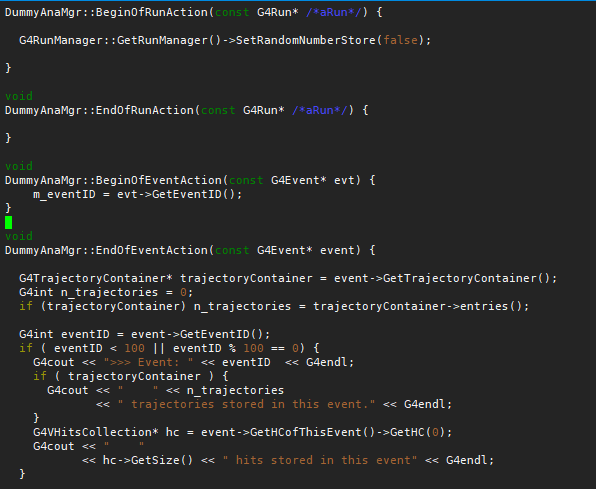 DummyAnaMgr::BeginOfRunAction(const G4Run* /*aRun*/) {
  G4RunManager::GetRunManager()->SetRandomNumberStore(false);
}
void
DummyAnaMgr::EndOfRunAction(const G4Run* /*aRun*/) {
}
void
DummyAnaMgr::BeginOfEventAction(const G4Event* evt) {
    m_eventID = evt->GetEventID();
}
void
DummyAnaMgr::EndOfEventAction(const G4Event* event) {
  G4TrajectoryContainer* trajectoryContainer = event->GetTrajectoryContainer();
  G4int n_trajectories = 0;
  if (trajectoryContainer) n_trajectories = trajectoryContainer->entries();
  G4int eventID = event->GetEventID();
  if ( eventID < 100 || eventID % 100 == 0) {
    G4cout << ">>> Event: " << eventID  << G4endl;
    if ( trajectoryContainer ) {
      G4cout << "    " << n_trajectories
             << " trajectories stored in this event." << G4endl;
    }
    G4VHitsCollection* hc = event->GetHCofThisEvent()->GetHC(0);
    G4cout << "    "
           << hc->GetSize() << " hits stored in this event" << G4endl;
  }